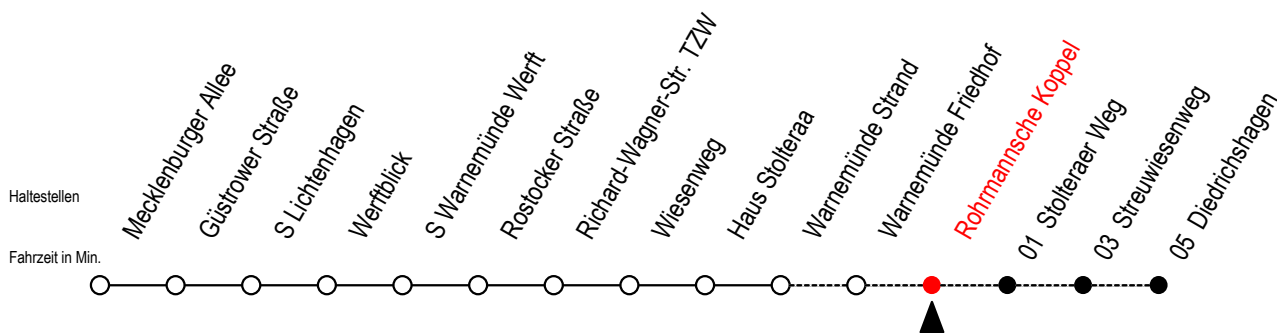 Haltestellen
Fahrzeit in Min.
Mecklenburger Allee
Güstrower Straße
S Lichtenhagen
Werftblick
S Warnemünde Werft
Rostocker Straße
Richard-Wagner-Str. TZW
Wiesenweg
Haus Stolteraa
Warnemünde Strand
Warnemünde Friedhof
Rohrmannsche Koppel
01 Stolteraer Weg
03 Streuwiesenweg
05 Diedrichshagen